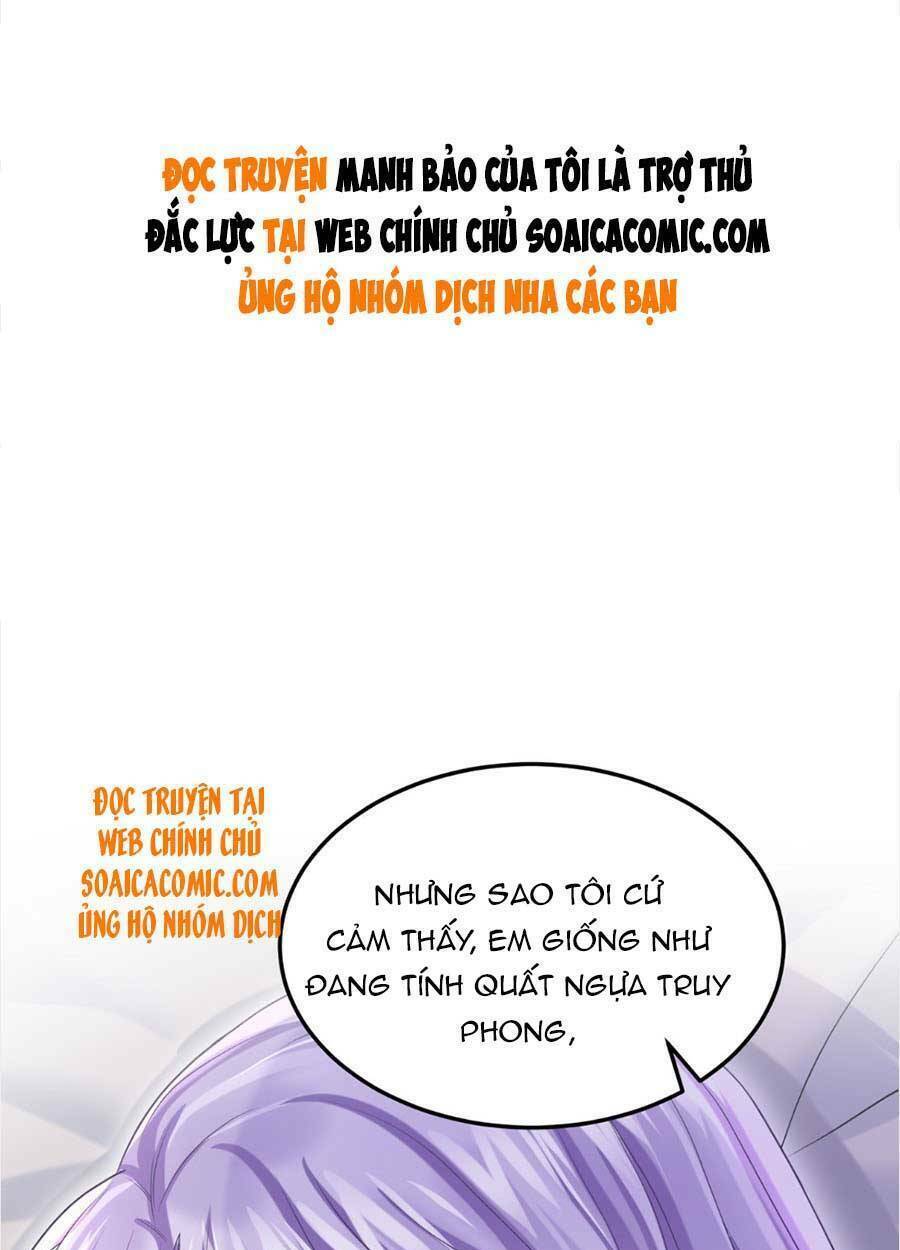 ĐỌC TRUYỆN MANH BẢO CỦA TÔI LÀ TRỢ THỦ
ĐẮC LỰC TẠI WEB CHÍNH CHỦ SOAICACOMIC.COM
ỦNG HỘ NHÓM DỊCH NHA CÁC BẠN
ĐỌC TRUYỆN TẠI
WEB CHÍNH CHỦ
SOAICACOMIC.COM
ỦNG HỘ NHÓM DỊCH
NHƯNG SAO TÔI CỨ
CẢM THẤY, EM GIỐNG NHƯ
ĐANG TÍNH QUẤT NGỰA TRUY
PHONG,